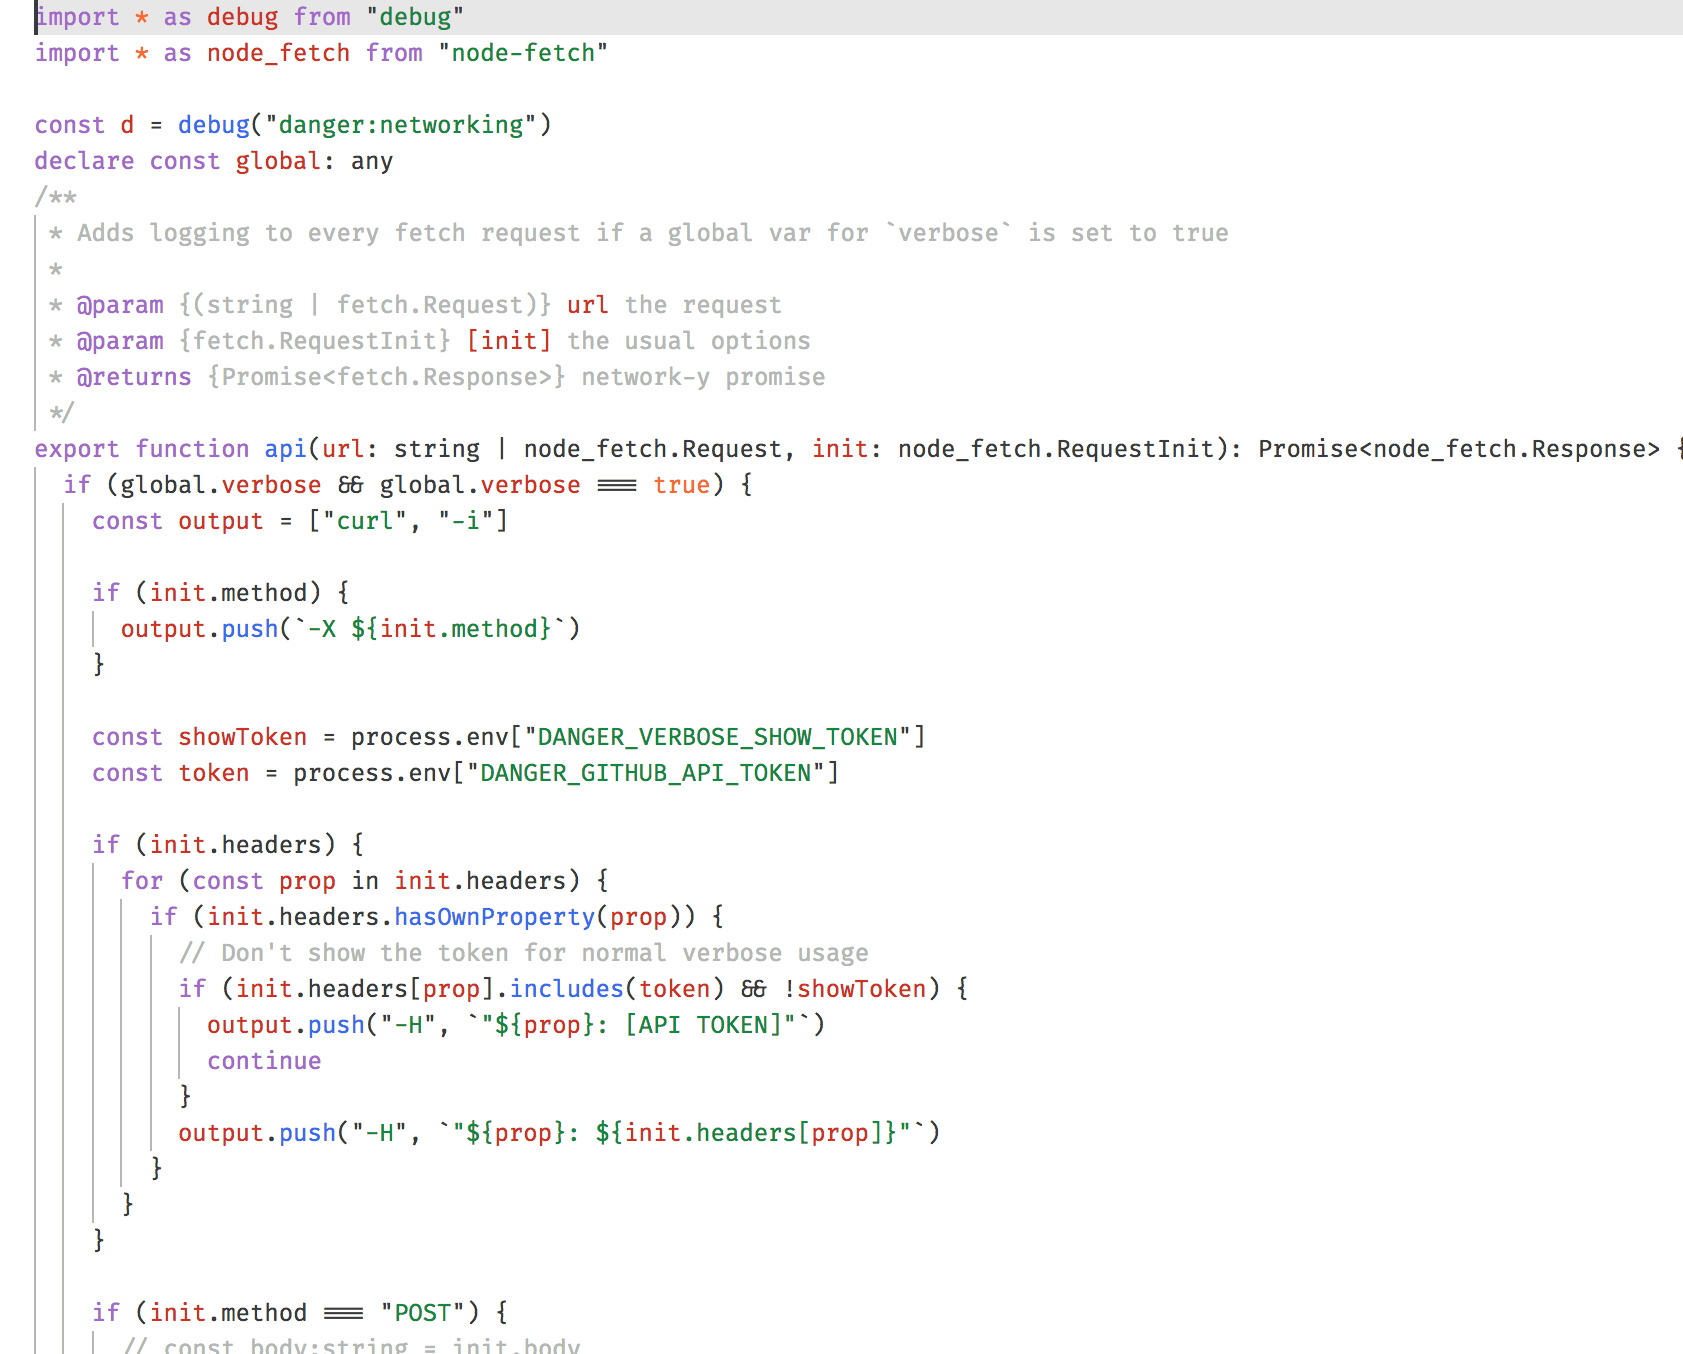 import * as debug from "debug"
import * as node_fetch from "node-fetch"

const d = debug("danger:networking")
declare const global: any
/**
 * Adds logging to every fetch request if a global var for `verbose` is set to true
 *
 * @param {(string | fetch.Request)} url the request
 * @param {fetch.RequestInit} [init] the usual options
 * @returns {Promise<fetch.Response>} network-y promise
 */
export function api(url: string | node_fetch.Request, init: node_fetch.RequestInit): Promise<node_fetch.Response> {
  if (global.verbose && global.verbose === true) {
    const output = ["curl", "-i"]

    if (init.method) {
      output.push(`-X ${init.method}`)
    }

    const showToken = process.env["DANGER_VERBOSE_SHOW_TOKEN"]
    const token = process.env["DANGER_GITHUB_API_TOKEN"]

    if (init.headers) {
      for (const prop in init.headers) {
        if (init.headers.hasOwnProperty(prop)) {
          // Don't show the token for normal verbose usage
          if (init.headers[prop].includes(token) && !showToken) {
            output.push("-H", `"${prop}: [API TOKEN]"`)
            continue
          }
          output.push("-H", `"${prop}: ${init.headers[prop]}"`)
        }
      }
    }

    if (init.method === "POST") {
      // const body:string = init.body